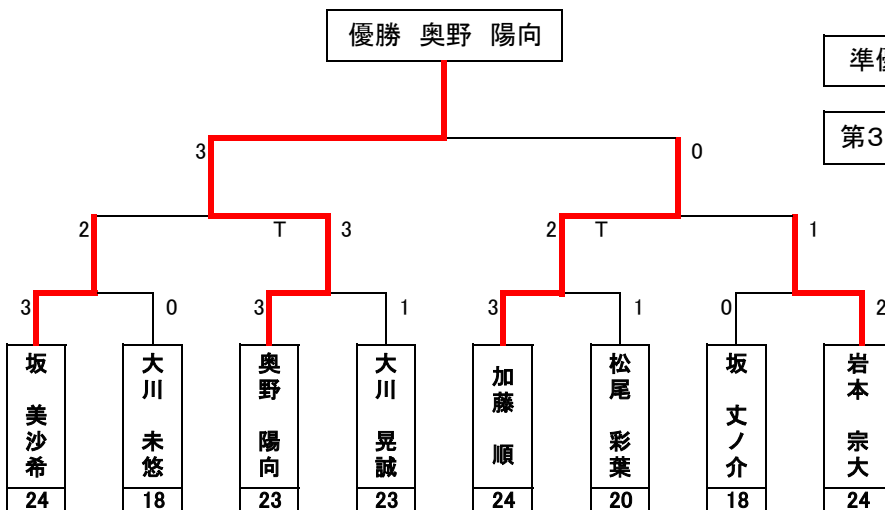 優勝 奥野 陽向
準優
第3
3 0
2 T 3 2 T 1
3 0 3 1 3 1 0 2
坂 美沙希
大川 未悠
奥野 陽向
大川 晃誠
加藤 順
松尾 彩葉
坂 丈ノ介
岩本 宗大
24 18 23 23 24 20 18 24